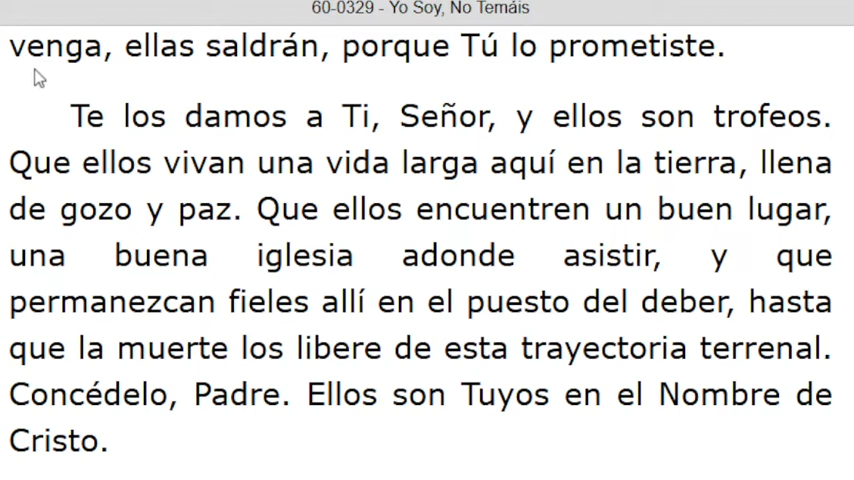 60-0329 - Yo Soy, No Temáis
venga, ellas saldrán, porque Tú lo prometiste.
Te los damos a Ti, Señor, y ellos son trofeos.
Que ellos vivan una vida larga aquí en la tierra, llena
de gozo y paz. Que ellos encuentren un buen lugar,
una buena iglesia adonde asistir, y que
permanezcan fieles allí en el puesto del deber, hasta
que la muerte los libere de esta trayectoria terrenal.
Concédelo, Padre. Ellos son Tuyos en el Nombre de
Cristo.